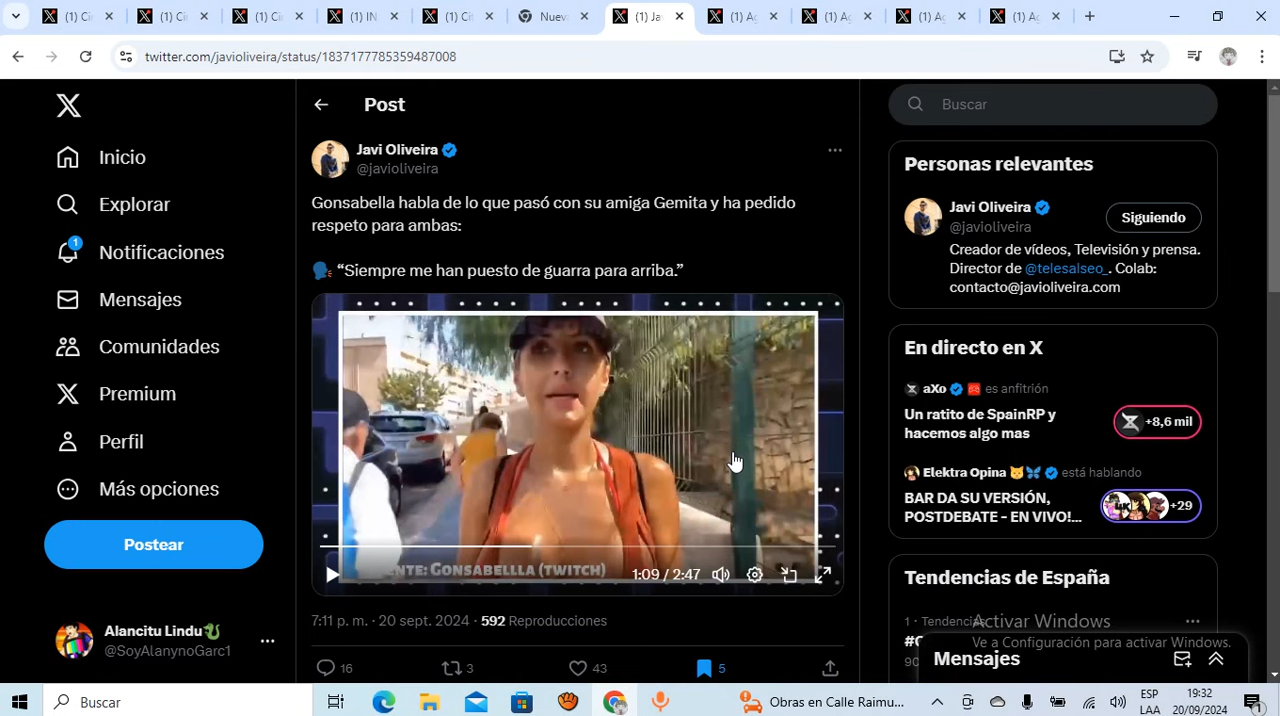 (1) Ci
(1) Ci
(1) Ci
(1) IN
(1) Ci
Nueva
(1) Ja
(1) Ag
(1) Ag
(1) Ag
(1) Ag
twitter.com/javioliveira/status/1837177785359487008
Post
Buscar
Inicio
Explorar
1
Notificaciones
Mensajes
Comunidades
Premium
Perfil
Más opciones
Postear
Alancitu Lindu
@SoyAlanynoGarc1
Javi Oliveira
@javioliveira
Gonsabella habla de lo que pasó con su amiga Gemita y ha pedido
respeto para ambas:
“Siempre me han puesto de guarra para arriba.”
ENTE: GONSABELLLA (TWITCH)
1:09 / 2:47
7:11 p. m. · 20 sept. 2024 · 592 Reproducciones
16
3
43
5
Personas relevantes
Javi Oliveira
@javioliveira
Siguiendo
Creador de vídeos, Televisión y prensa.
Director de @telesalseo_. Colab:
contacto@javioliveira.com
En directo en X
aXo es anfitrión
Un ratito de SpainRP y
hacemos algo mas
+8,6 mil
Elektra Opina está hablando
BAR DA SU VERSIÓN,
POSTDEBATE - EN VIVO!...
+29
Tendencias de España
1 · Tendencias
Activar Windows
Ve a Configuración para activar Windows.
Mensajes
Buscar
Obras en Calle Raimu...
ESP
LAA
19:32
20/09/2024
1